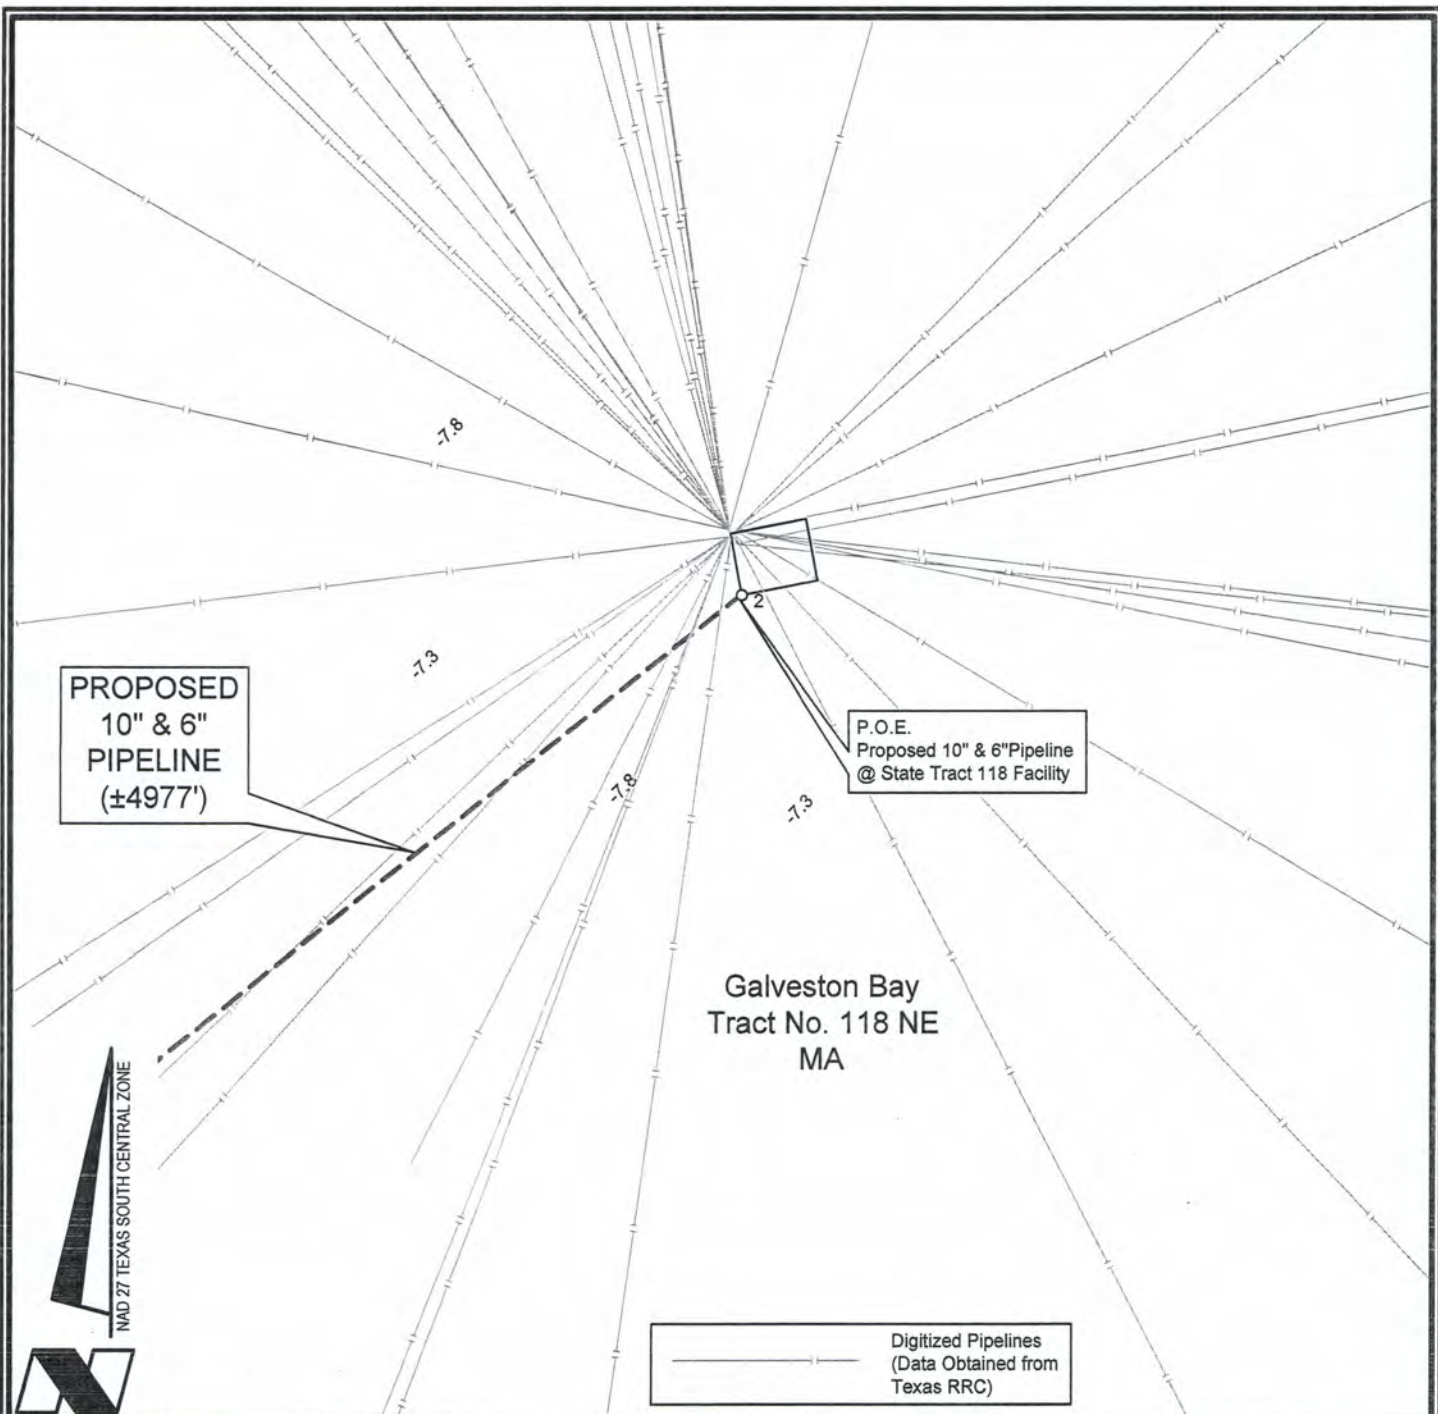 -7.8
-7.3
PROPOSED
10" & 6"
PIPELINE
(±4977')
2
P.O.E.
Proposed 10" & 6"Pipeline
@ State Tract 118 Facility
-7.8
-7.3
Galveston Bay
Tract No. 118 NE
MA
NAD 27 TEXAS SOUTH CENTRAL ZONE
Digitized Pipelines
(Data Obtained from
Texas RRC)